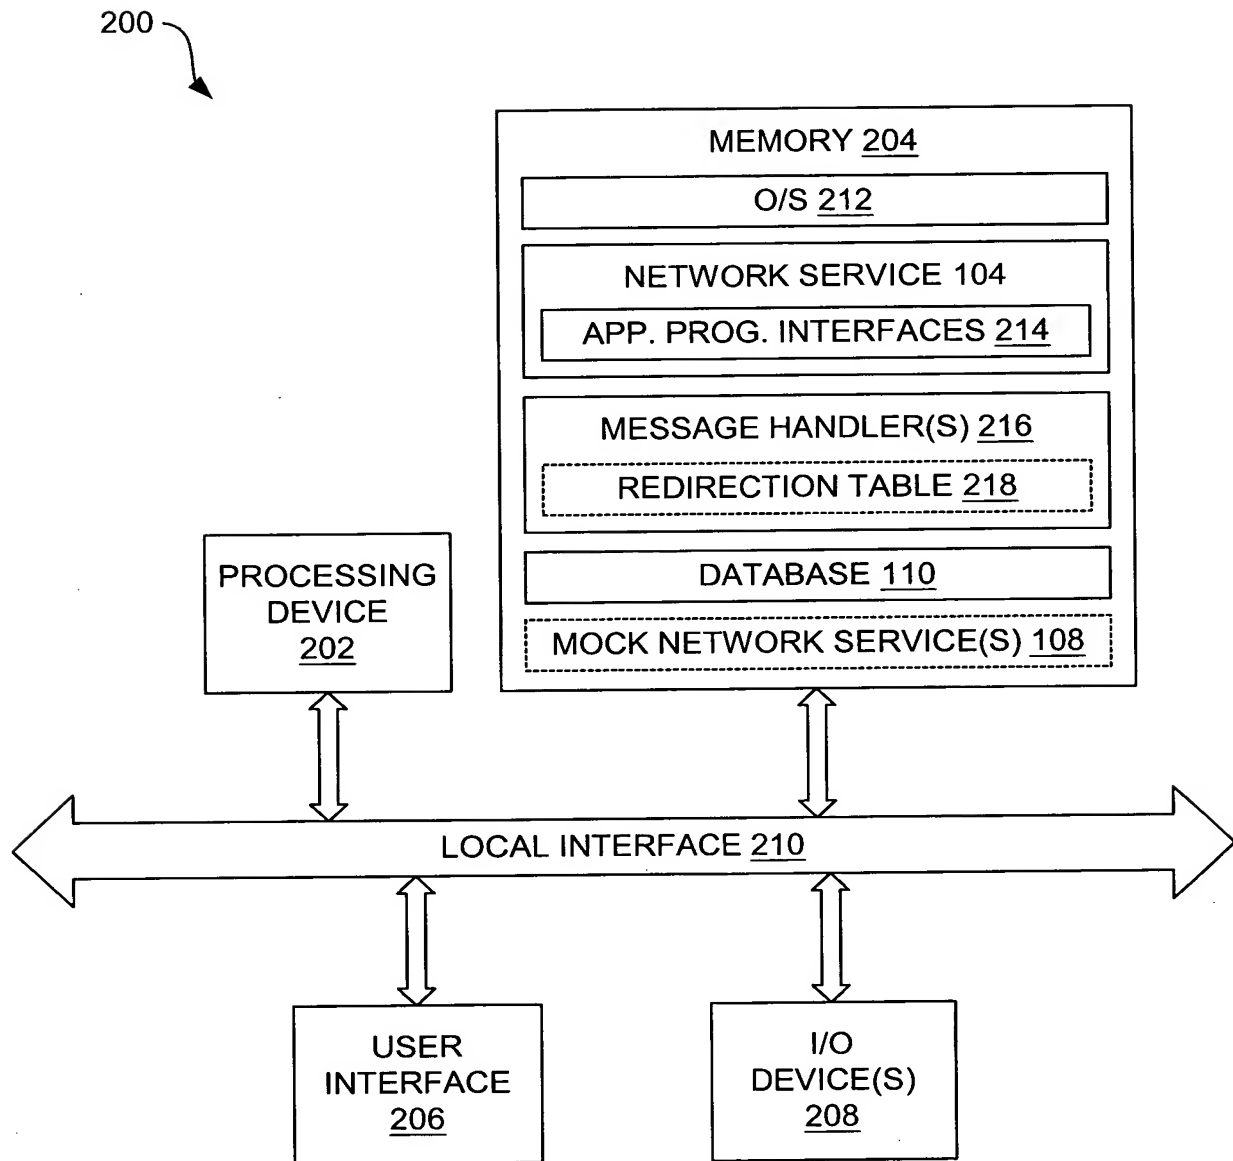 200
MEMORY 204
O/S 212
NETWORK SERVICE 104
APP. PROG. INTERFACES 214
MESSAGE HANDLER(S) 216
REDIRECTION TABLE 218
DATABASE 110
MOCK NETWORK SERVICE(S) 108
PROCESSING
DEVICE
202
LOCAL INTERFACE 210
USER
INTERFACE
206
I/O
DEVICE(S)
208